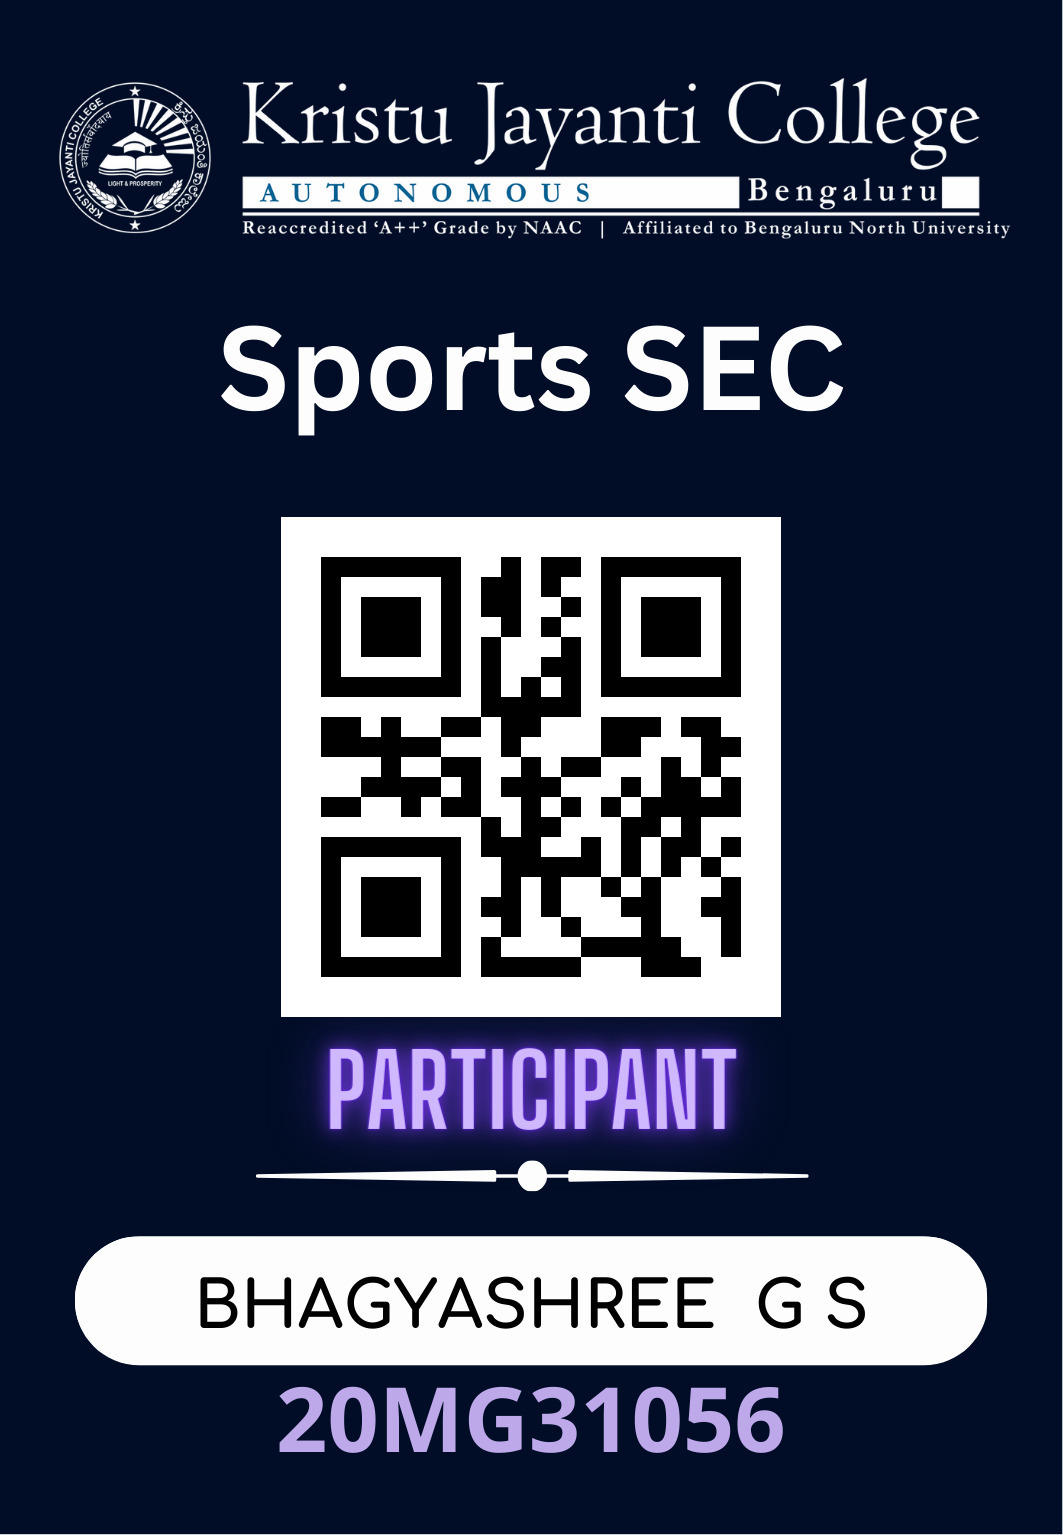 Kristu Jayanti College
AUTONOMOUS Bengaluru
Reaccredited ‘A++’ Grade by NAAC | Affiliated to Bengaluru North University
KRISTU JAYANTI COLLEGE
ಕ್ರಿಸ್ತು ಜಯಂತಿ ಕಾಲೇಜು
LIGHT & PROSPERITY
Sports SEC
PARTICIPANT
BHAGYASHREE G S
20MG31056